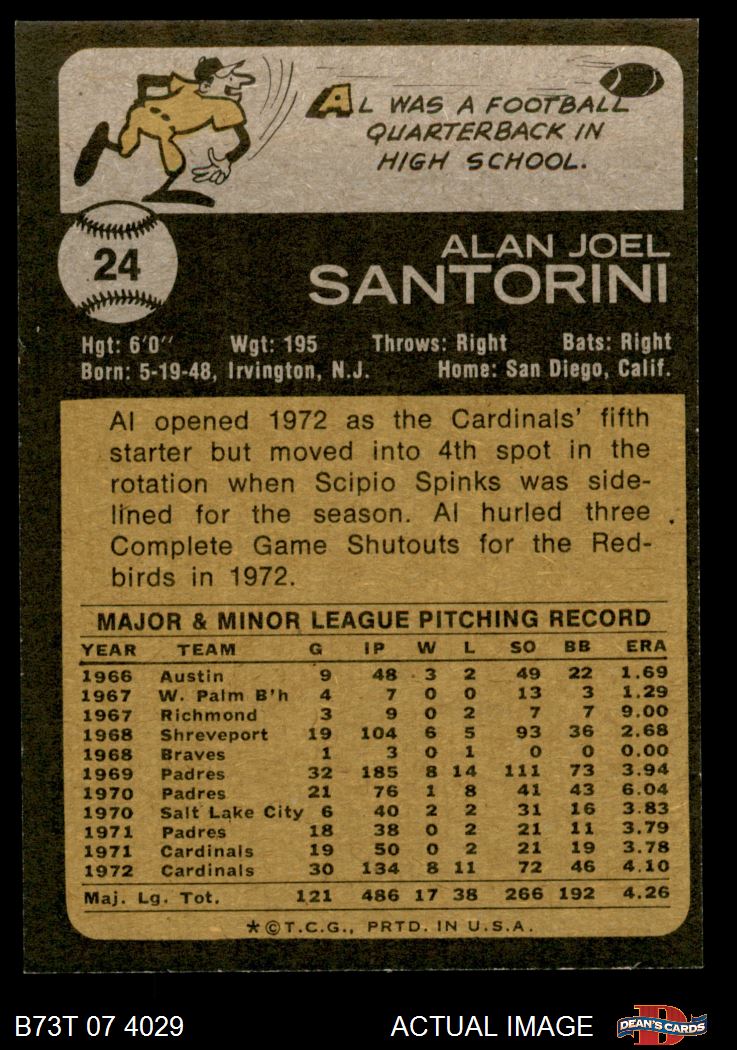 AL WAS A FOOTBALL
QUARTERBACK IN
HIGH SCHOOL.
24
ALAN JOEL
SANTORINI
Hgt: 6'0" Wgt: 195 Throws: Right Bats: Right
Born: 5-19-48, Irvington, N.J. Home: San Diego, Calif.
Al opened 1972 as the Cardinals' fifth
starter but moved into 4th spot in the
rotation when Scipio Spinks was side-
lined for the season. Al hurled three
Complete Game Shutouts for the Red-
birds in 1972.
MAJOR & MINOR LEAGUE PITCHING RECORD
YEAR TEAM G IP W L SO BB ERA
1966 Austin 9 48 3 2 49 22 1.69
1967 W. Palm B'h 4 7 0 0 13 3 1.29
1967 Richmond 3 9 0 2 7 7 9.00
1968 Shreveport 19 104 6 5 93 36 2.68
1968 Braves 1 3 0 1 0 0 0.00
1969 Padres 32 185 8 14 111 73 3.94
1970 Padres 21 76 1 8 41 43 6.04
1970 Salt Lake City 6 40 2 2 31 16 3.83
1971 Padres 18 38 0 2 21 11 3.79
1971 Cardinals 19 50 0 2 21 19 3.78
1972 Cardinals 30 134 8 11 72 46 4.10
Maj. Lg. Tot. 121 486 17 38 266 192 4.26
*©T.C.G., PRTD. IN U.S.A.
B73T 07 4029 ACTUAL IMAGE D DEAN'S CARDS